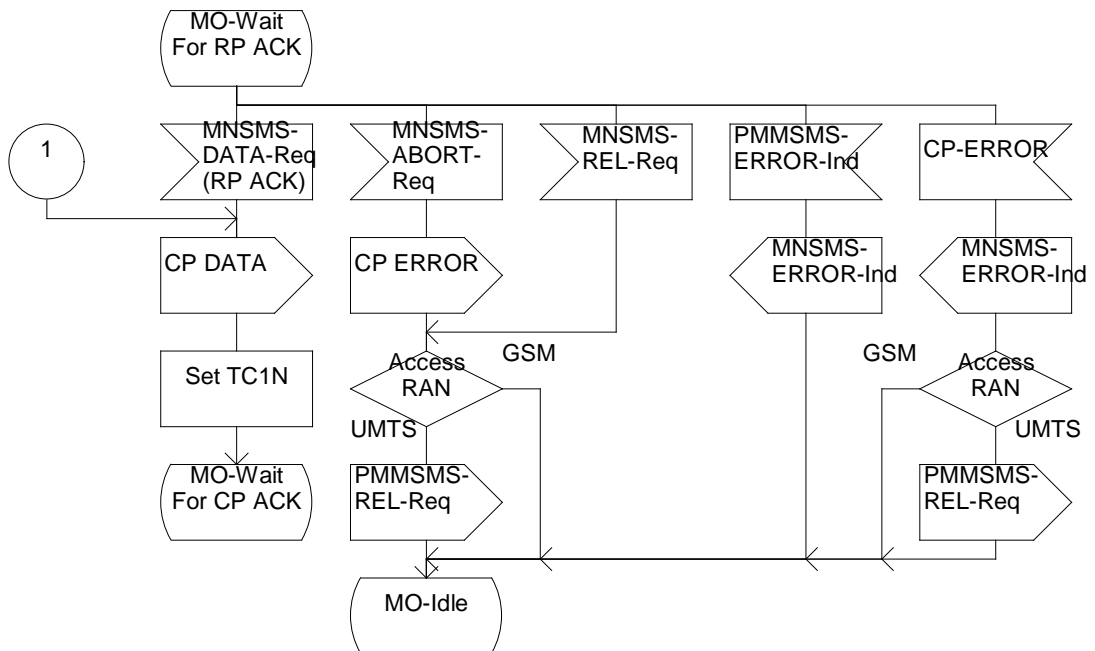 MO-Wait
For RP ACK
1
MNSMS-
DATA-Req
(RP ACK)
MNSMS-
ABORT-
Req
MNSMS-
REL-Req
PMMSMS-
ERROR-Ind
CP-ERROR
CP DATA
CP ERROR
MNSMS-
ERROR-Ind
MNSMS-
ERROR-Ind
Set TC1N
Access
RAN
GSM
UMTS
GSM
Access
RAN
UMTS
MO-Wait
For CP ACK
PMMSMS-
REL-Req
PMMSMS-
REL-Req
MO-Idle